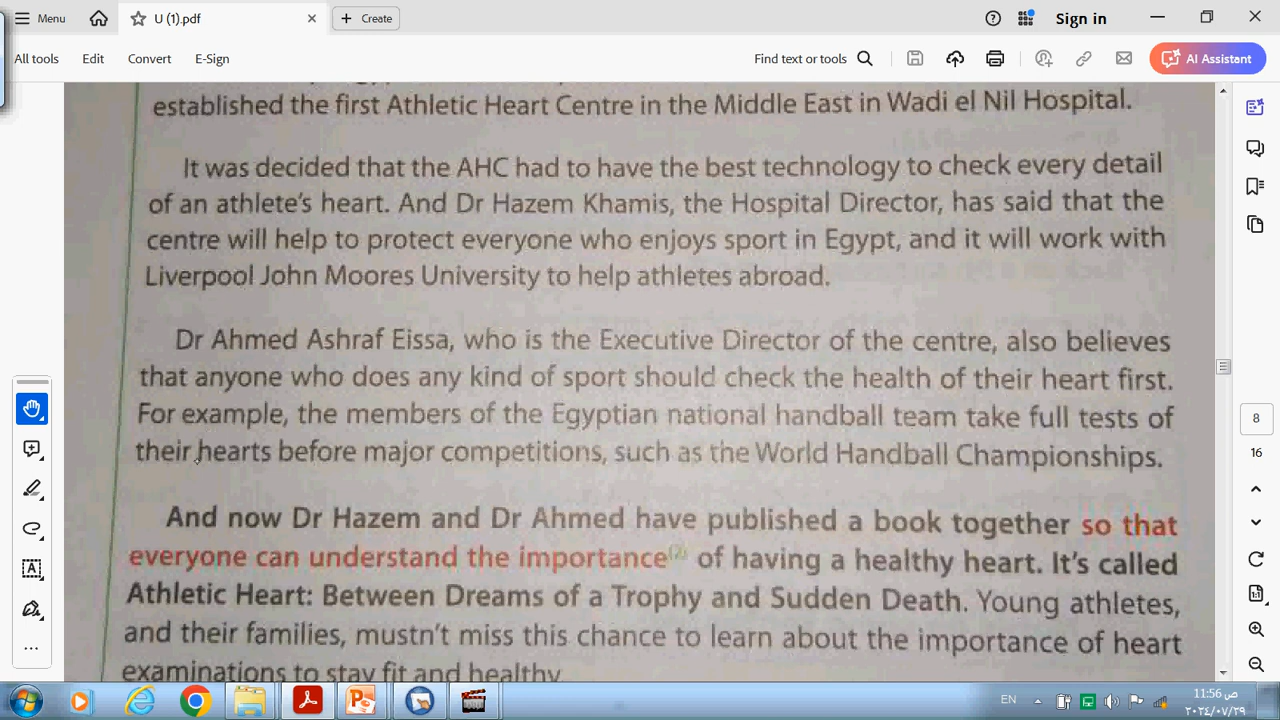 Menu
U (1).pdf
Create
Sign in
All tools
Edit
Convert
E-Sign
Find text or tools
AI Assistant
established the first Athletic Heart Centre in the Middle East in Wadi el Nil Hospital.
It was decided that the AHC had to have the best technology to check every detail
of an athlete's heart. And Dr Hazem Khamis, the Hospital Director, has said that the
centre will help to protect everyone who enjoys sport in Egypt, and it will work with
Liverpool John Moores University to help athletes abroad.
Dr Ahmed Ashraf Eissa, who is the Executive Director of the centre, also believes
that anyone who does any kind of sport should check the health of their heart first.
For example, the members of the Egyptian national handball team take full tests of
their hearts before major competitions, such as the World Handball Championships.
And now Dr Hazem and Dr Ahmed have published a book together so that
everyone can understand the importance(2) of having a healthy heart. It's called
Athletic Heart: Between Dreams of a Trophy and Sudden Death. Young athletes,
and their families, mustn't miss this chance to learn about the importance of heart
examinations to stay fit and healthy
8
16
1:1
EN
11:56 ص
٢٠٢٤/٠٧/٢٩